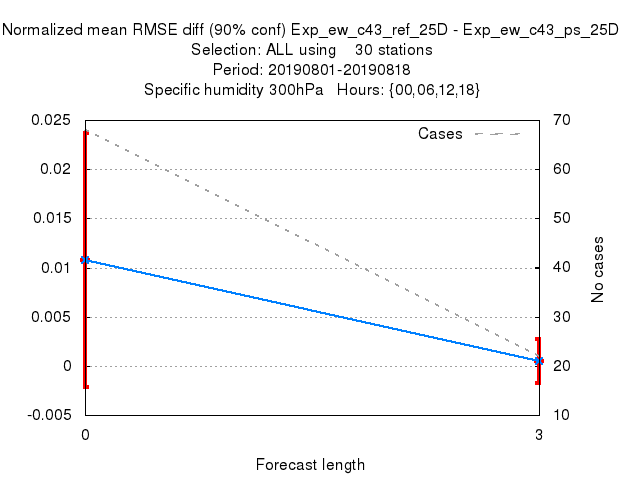 Normalized mean RMSE diff (90% conf) Exp_ew_c43_ref_25D - Exp_ew_c43_ps_25D
Selection: ALL using 30 stations
Period: 20190801-20190818
Specific humidity 300hPa Hours: {00,06,12,18}
Cases
0.025
0.02
0.015
0.01
0.005
0
-0.005
70
60
50
40
30
20
10
No cases
0 3
Forecast length